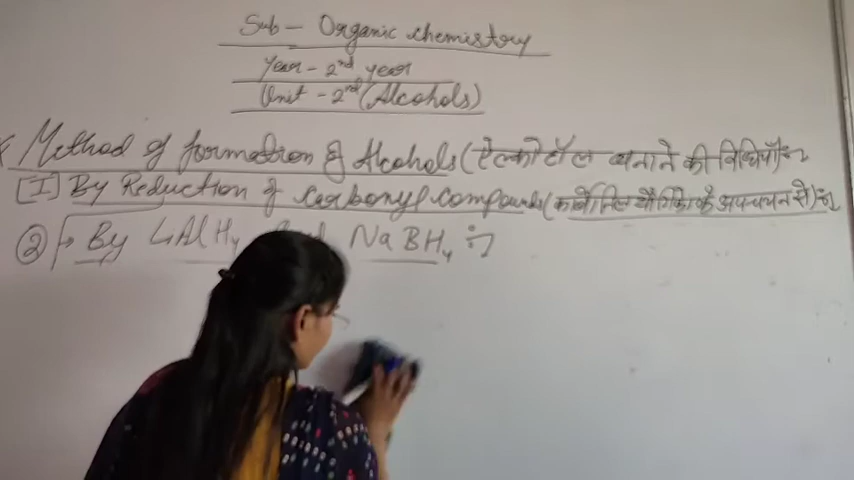 Sub - Organic chemistry
Year - 2nd year
Unit - 2nd (Alcohols)
Method of formation of Alcohols (ऐल्कोहॉल बनाने की विधियाँ) :-
[I] By Reduction of Carbonyl Compounds (कार्बोनिल यौगिको के अपचयन से) :-
② → By LiAlH4 NaBH4 :-